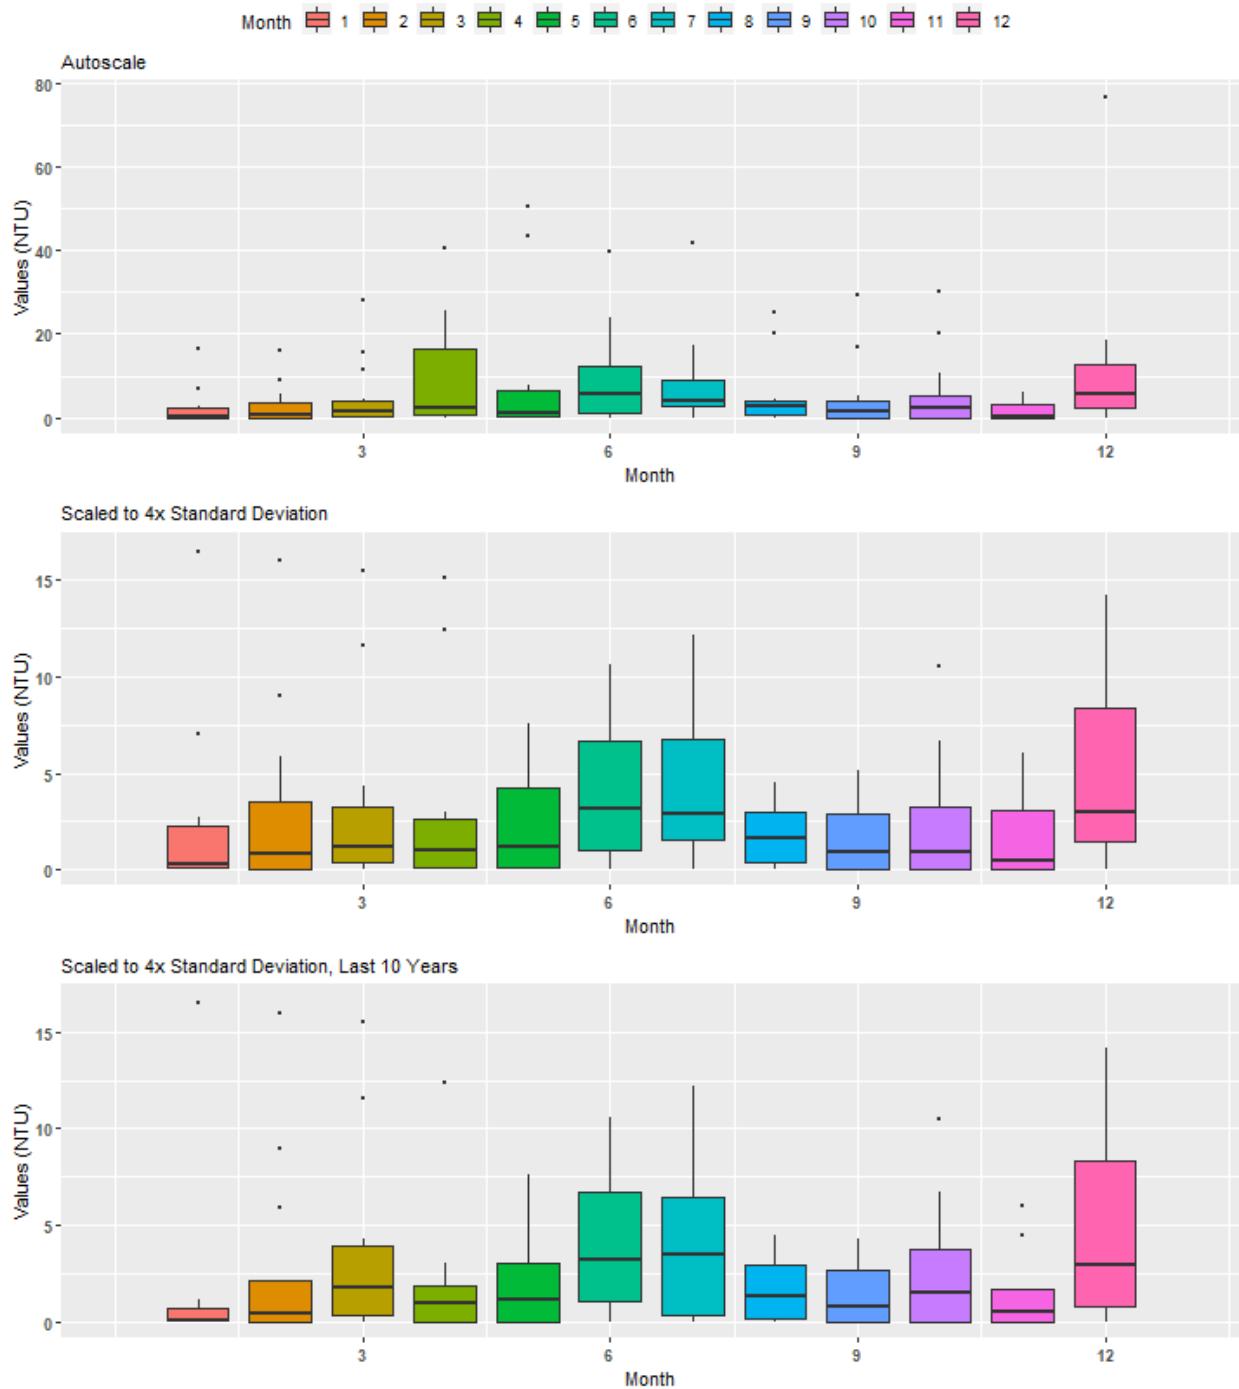 Month 1 2 3 4 5 6 7 8 9 10 11 12
Autoscale
80
60
40
20
0
Values (NTU)
3 6 9 12
Month
Scaled to 4x Standard Deviation
15
10
5
0
Values (NTU)
3 6 9 12
Month
Scaled to 4x Standard Deviation, Last 10 Years
15
10
5
0
Values (NTU)
3 6 9 12
Month